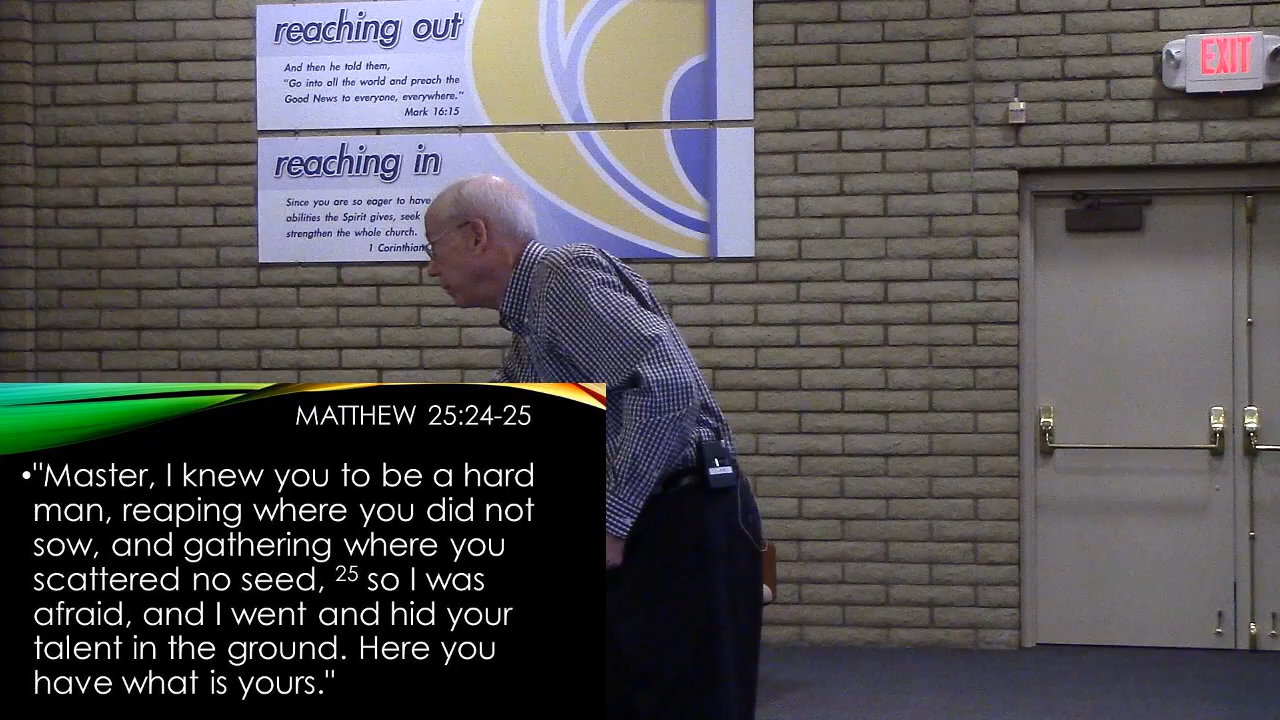 reaching out
And then he told them,
"Go into all the world and preach the
Good News to everyone, everywhere."
Mark 16:15
reaching in
Since you are so eager to have
abilities the Spirit gives, seek
strengthen the whole church.
1 Corinthian
EXIT
MATTHEW 25:24-25
•"Master, I knew you to be a hard
man, reaping where you did not
sow, and gathering where you
scattered no seed, 25 so I was
afraid, and I went and hid your
talent in the ground. Here you
have what is yours."